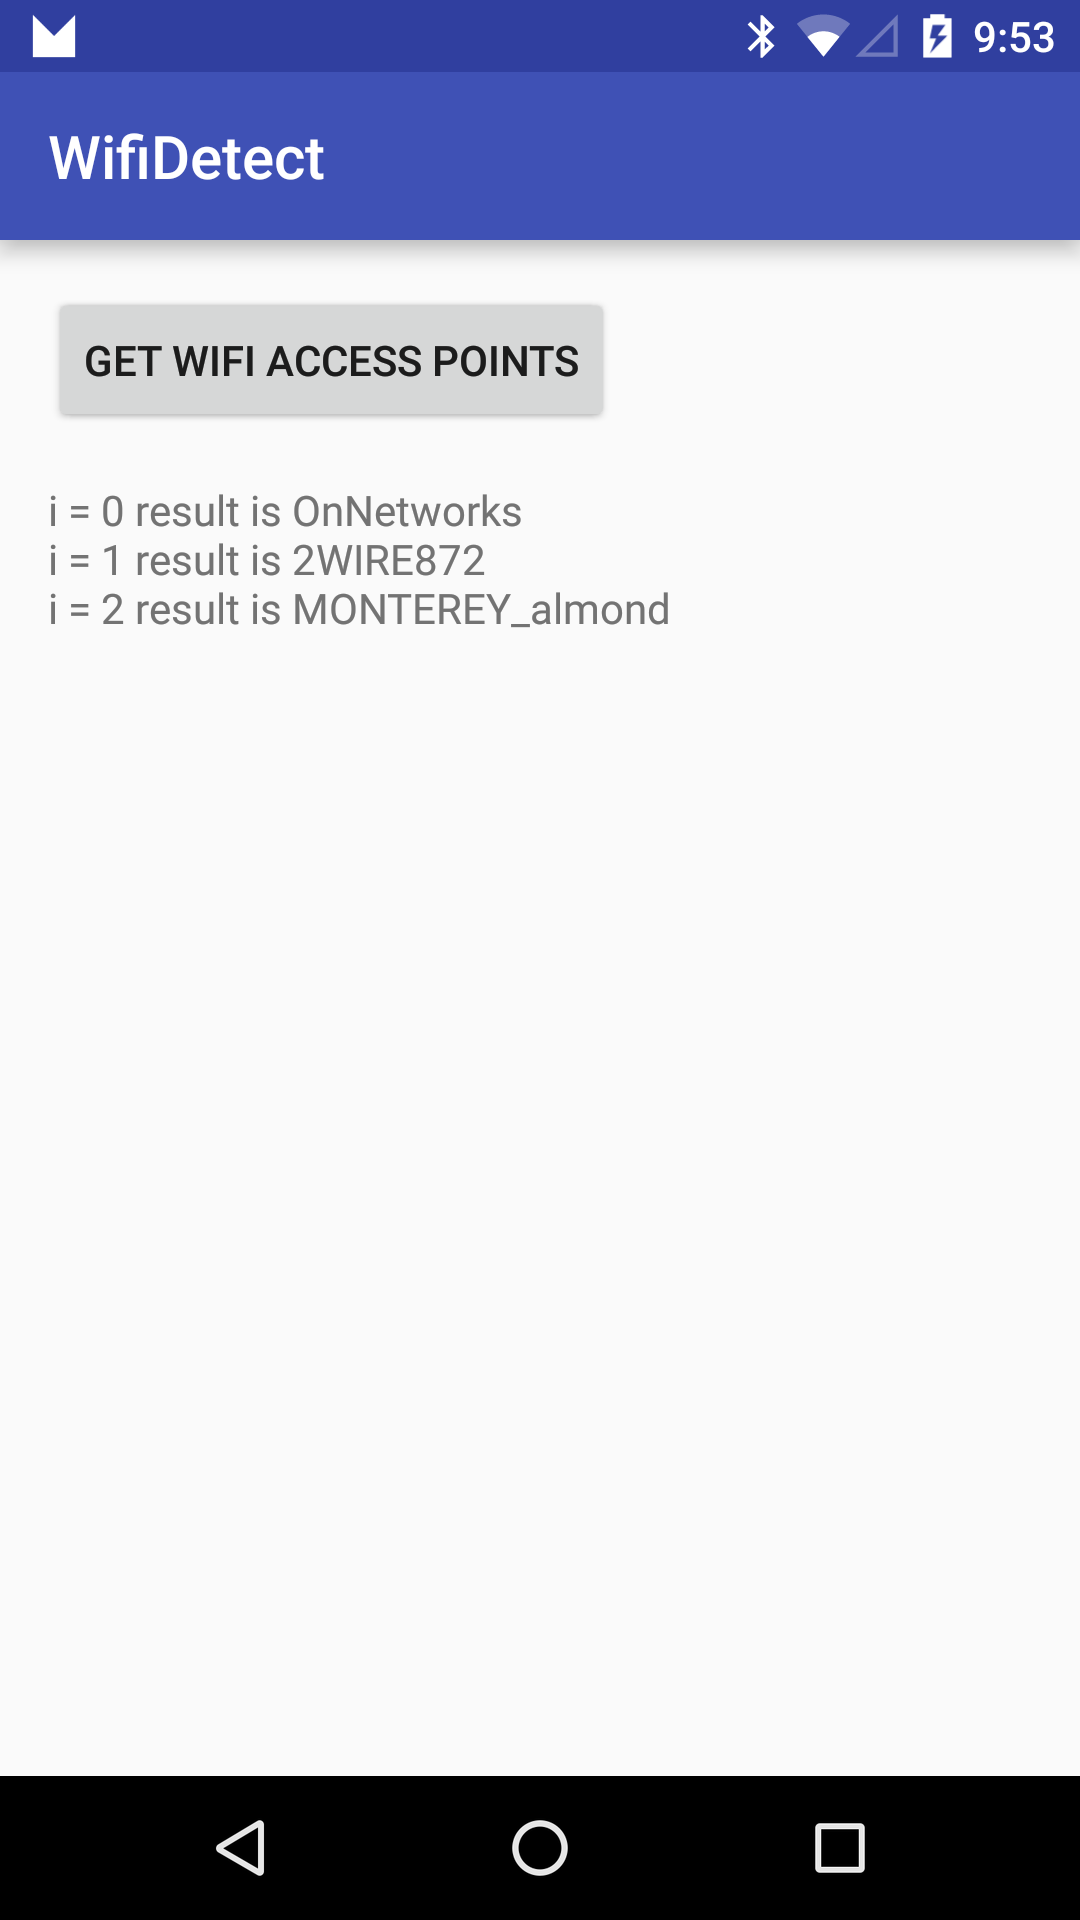 9:53
WifiDetect
GET WIFI ACCESS POINTS
i = 0 result is OnNetworks
i = 1 result is 2WIRE872
i = 2 result is MONTEREY_almond